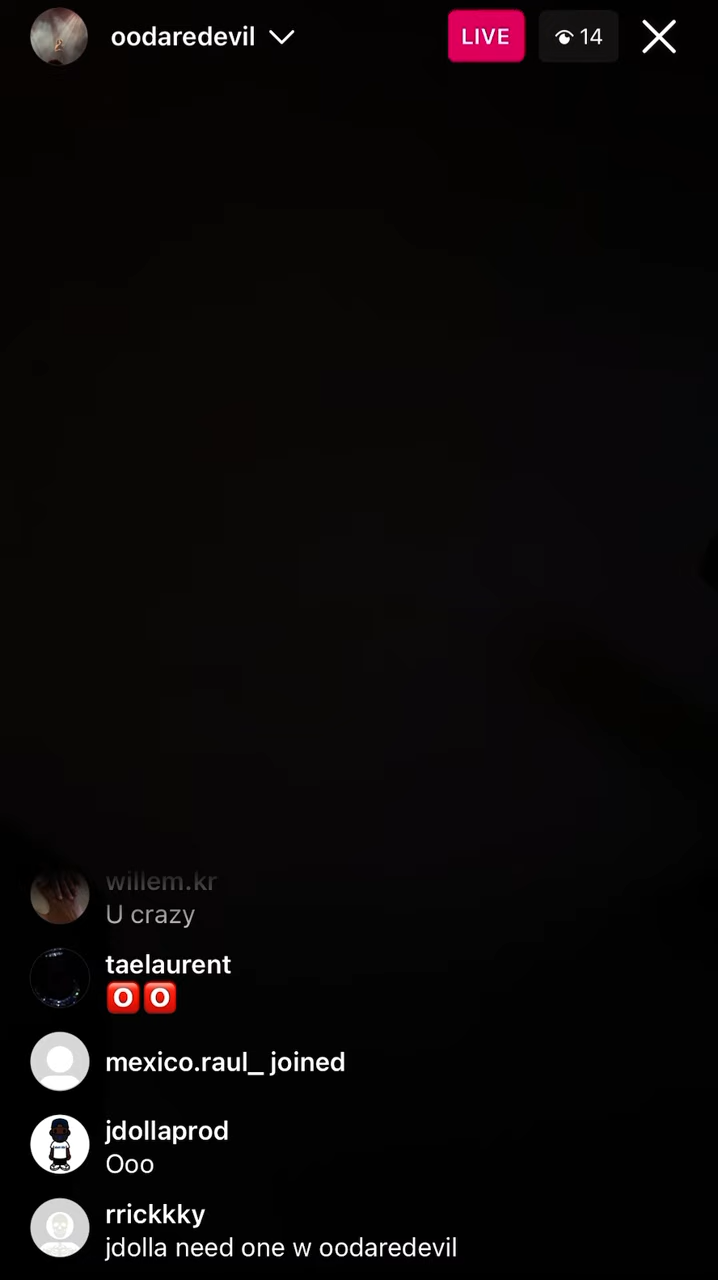 oodaredevil
LIVE
14
willem.kr
U crazy
taelaurent
🅾️🅾️
mexico.raul_ joined
jdollaprod
Ooo
rrickkky
jdolla need one w oodaredevil